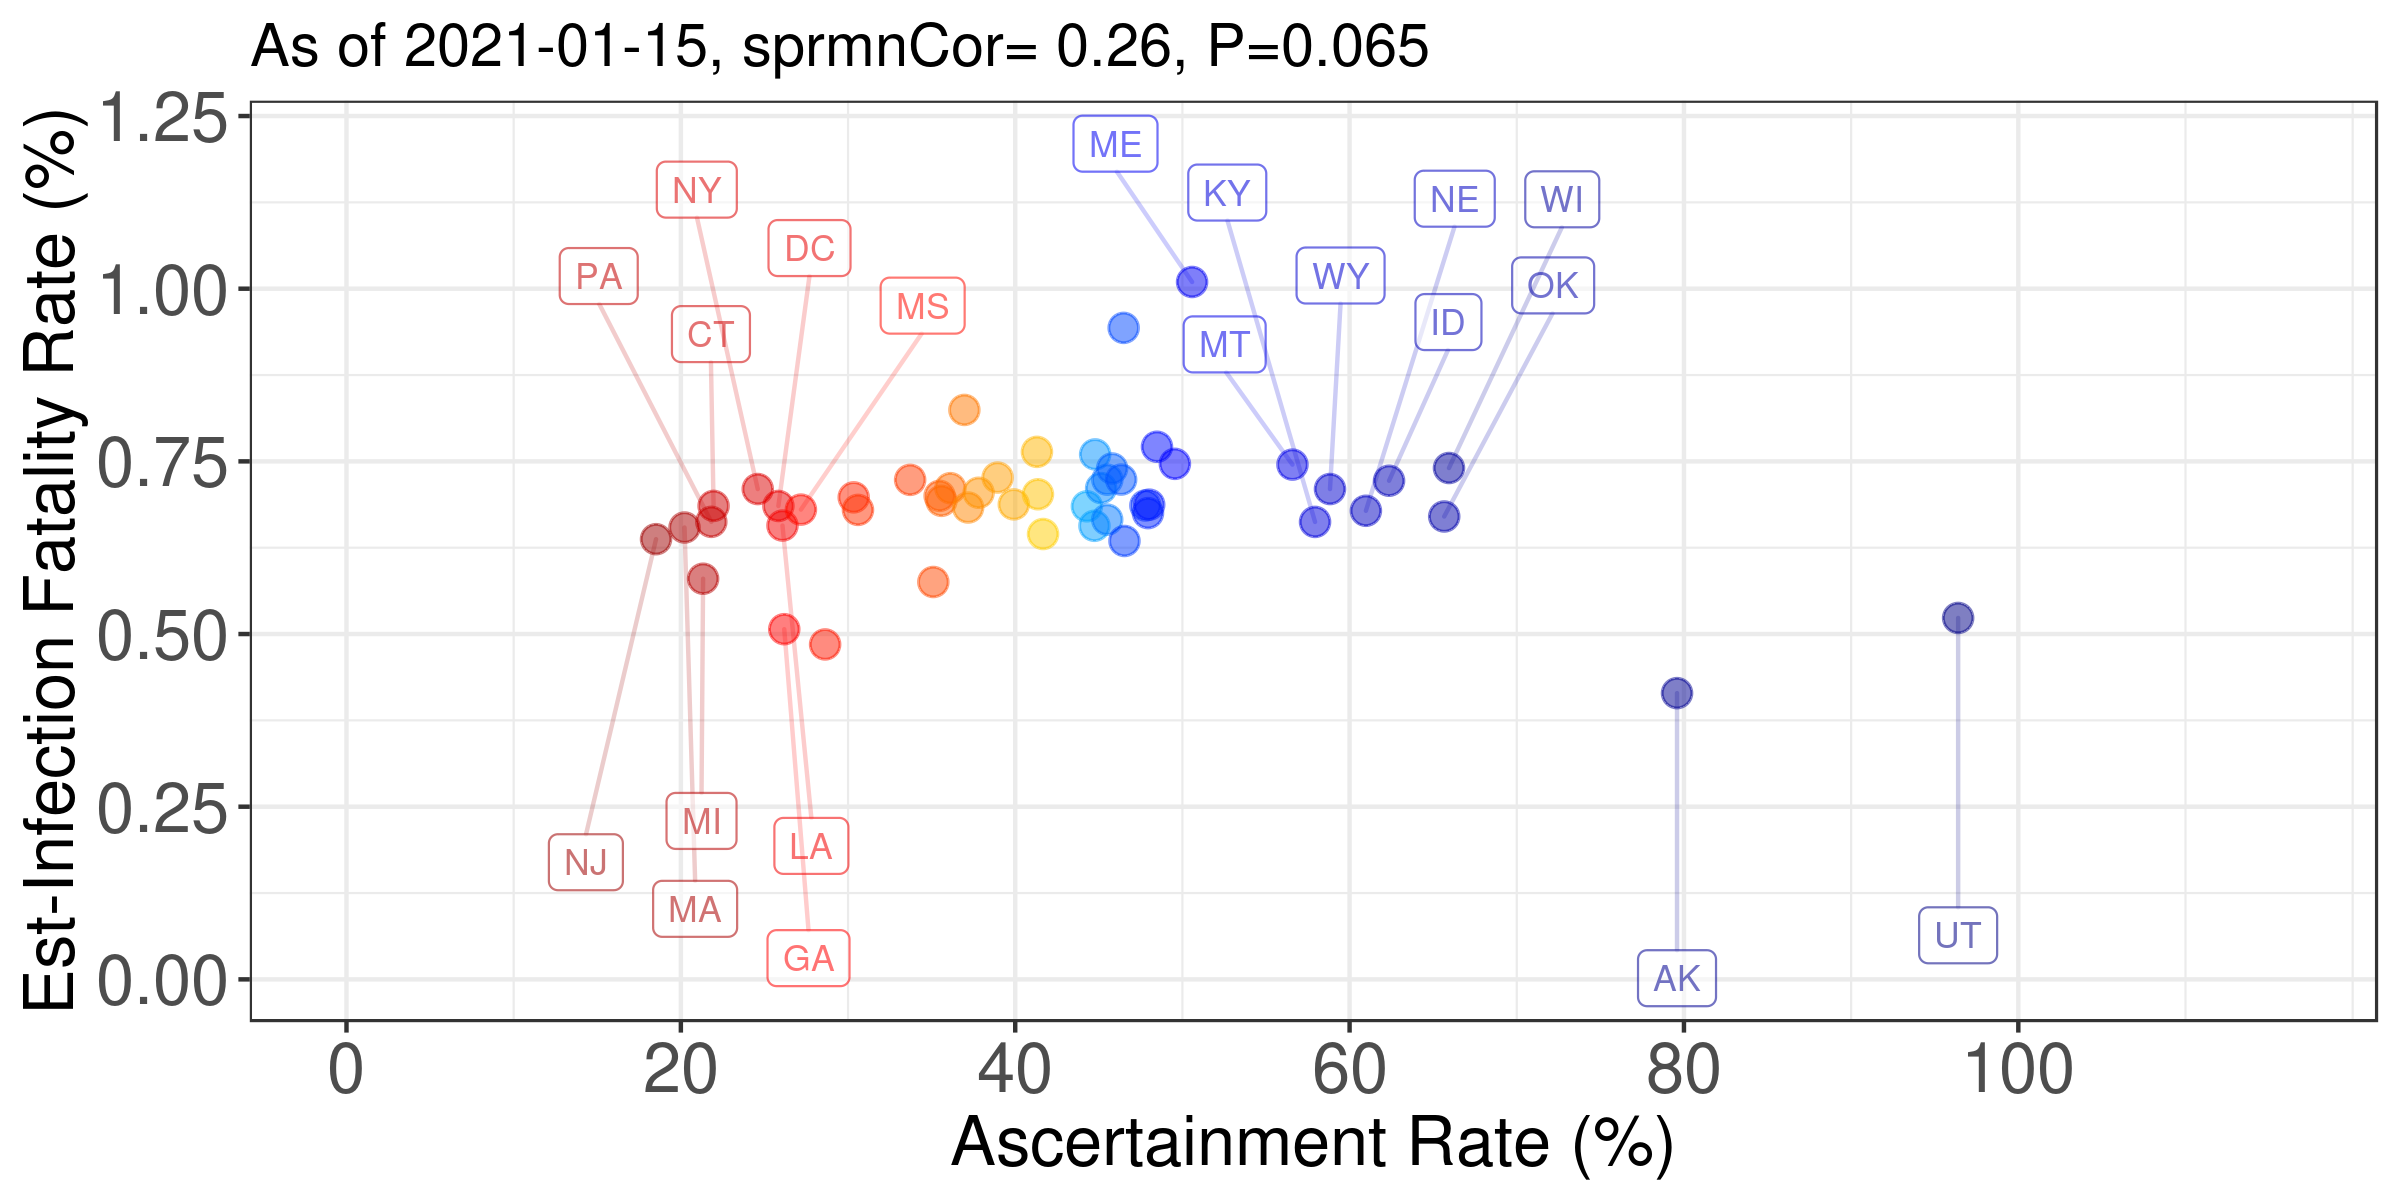 As of 2021-01-15, sprmnCor= 0.26, P=0.065
Est-Infection Fatality Rate (%)
1.25
1.00
0.75
0.50
0.25
0.00
ME
NY
KY
NE
WI
DC
PA
WY
OK
MS
ID
CT
MT
MI
LA
NJ
MA
UT
GA
AK
0
20
40
60
80
100
Ascertainment Rate (%)